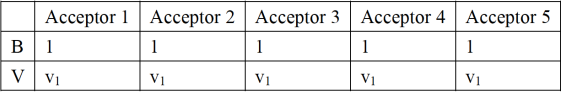 Acceptor 1 Acceptor 2 Acceptor 3 Acceptor 4 Acceptor 5
B 1 1 1 1 1
V v₁ v₁ v₁ v₁ v₁